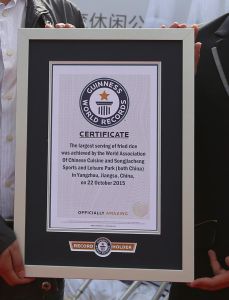 休闲公
GUINNESS
WORLD RECORDS
CERTIFICATE
The largest serving of fried rice
was achieved by the World Association
Of Chinese Cuisine and Songjiacheng
Sports and Leisure Park (both China)
in Yangzhou, Jiangsu, China,
on 22 October 2015
OFFICIALLY AMAZING
RECORD HOLDER